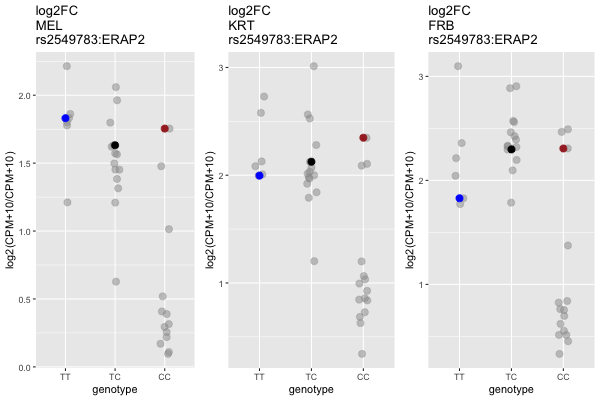 log2FC
MEL
rs2549783:ERAP2
log2(CPM+10/CPM+10)
2.0
1.5
1.0
0.5
0.0
TT TC CC
genotype
log2FC
KRT
rs2549783:ERAP2
log2(CPM+10/CPM+10)
3
2
1
TT TC CC
genotype
log2FC
FRB
rs2549783:ERAP2
log2(CPM+10/CPM+10)
3
2
1
TT TC CC
genotype